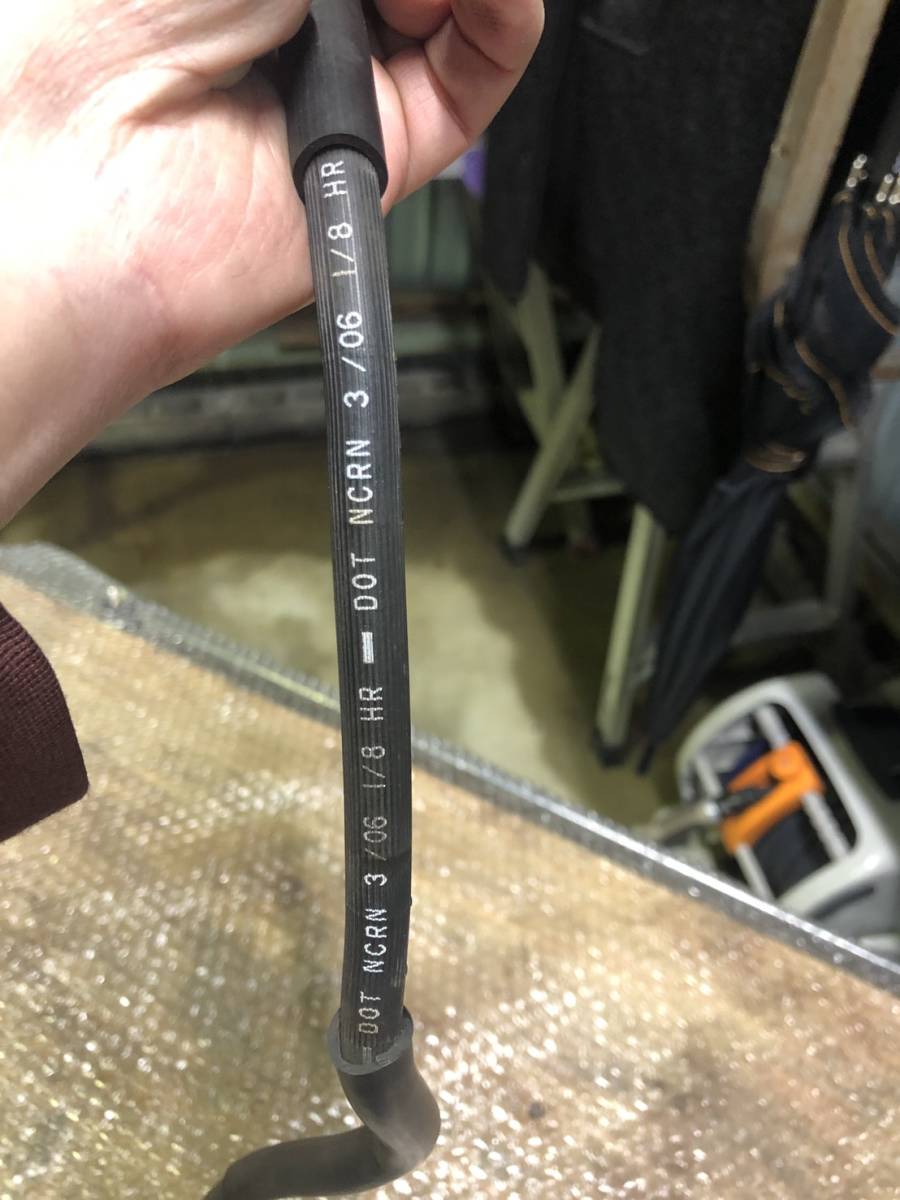 DOT NCRN 3 /06 1/8 HR — DOT NCRN 3 /06 1/8 HR